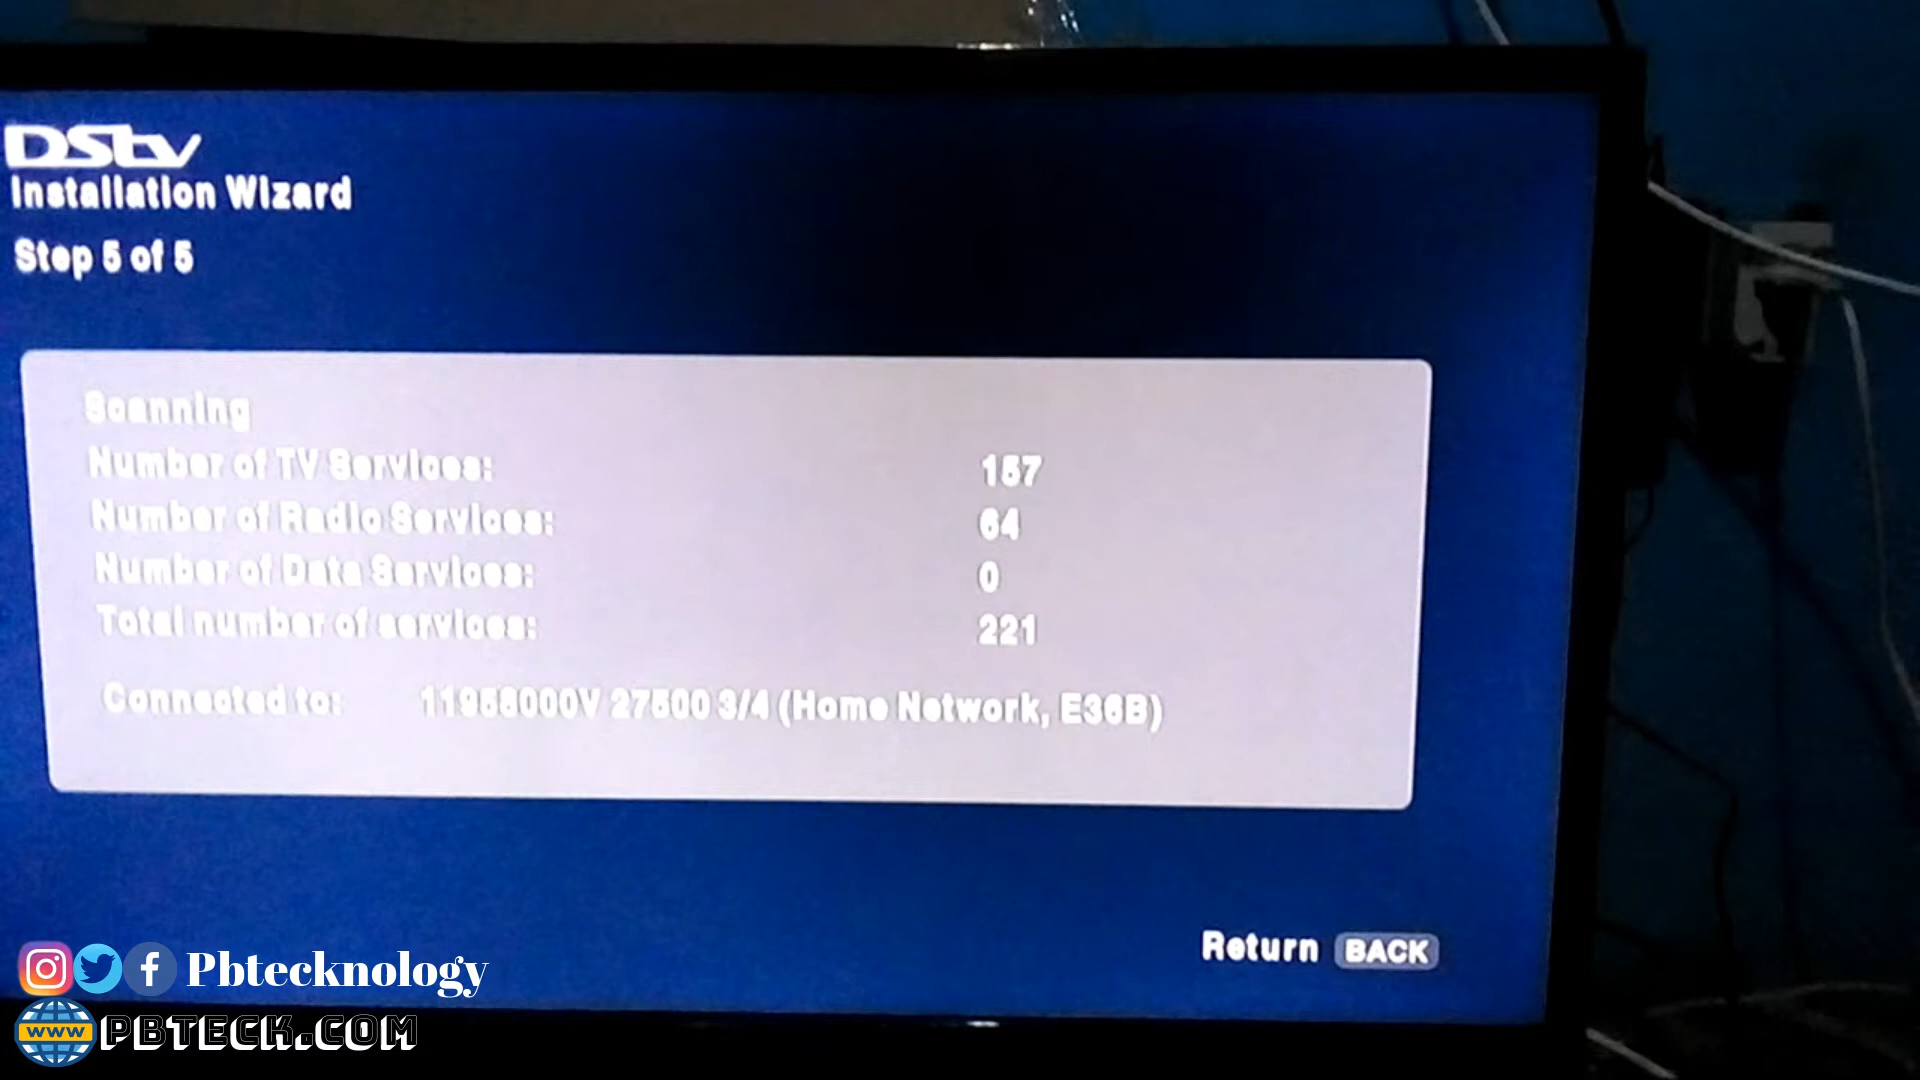 DStv
Installation Wizard
Step 5 of 5
Scanning
Number of TV Services: 157
Number of Radio Services: 64
Number of Data Services: 0
Total number of services: 221
Connected to: 11958000V 27500 3/4 (Home Network, E36B)
Return BACK
Pbtecknology
www PBTECK.COM